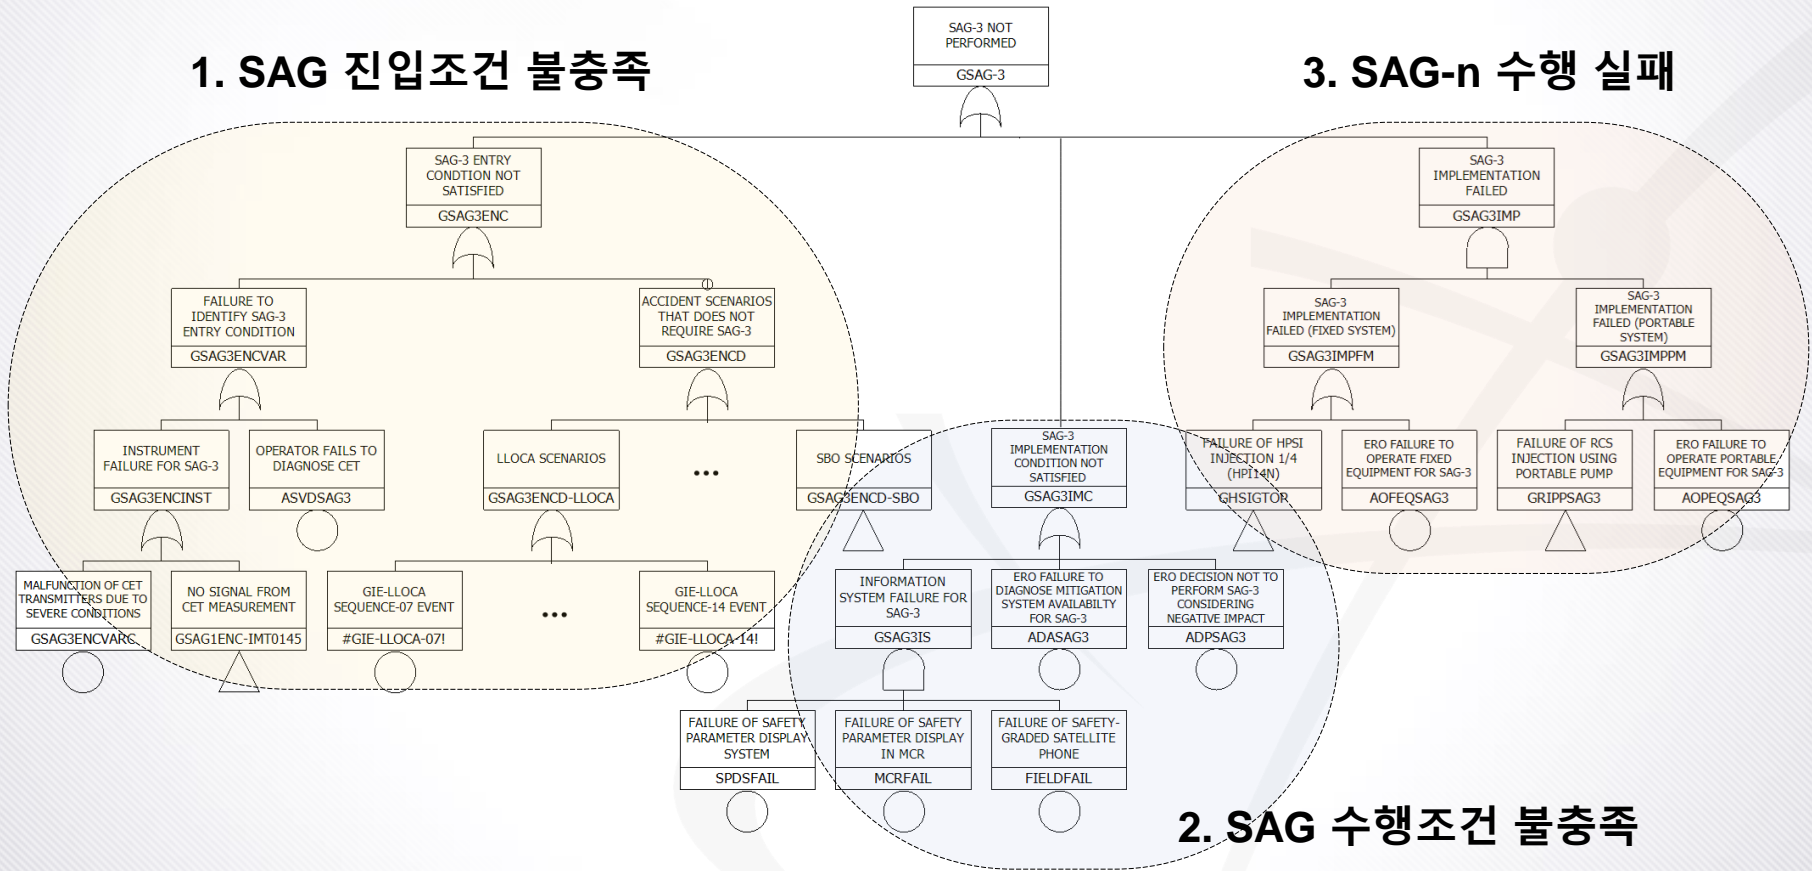 1. SAG 진입조건 불충족
SAG-3 NOT
PERFORMED
GSAG-3
3. SAG-n 수행 실패
SAG-3 ENTRY
CONDTION NOT
SATISFIED
GSAG3ENC
SAG-3
IMPLEMENTATION
FAILED
GSAG3IMP
FAILURE TO
IDENTIFY SAG-3
ENTRY CONDITION
GSAG3ENCVAR
ACCIDENT SCENARIOS
THAT DOES NOT
REQUIRE SAG-3
GSAG3ENCD
SAG-3
IMPLEMENTATION
FAILED (FIXED SYSTEM)
GSAG3IMPFM
SAG-3
IMPLEMENTATION
FAILED (PORTABLE
SYSTEM)
GSAG3IMPPM
INSTRUMENT
FAILURE FOR SAG-3
GSAG3ENCINST
OPERATOR FAILS TO
DIAGNOSE CET
ASVDSAG3
LLOCA SCENARIOS
GSAG3ENCD-LLOCA
...
SBO SCENARIOS
GSAG3ENCD-SBO
SAG-3
IMPLEMENTATION
CONDITION NOT
SATISFIED
GSAG3IMC
FAILURE OF HPSI
INJECTION 1/4
(HPI14N)
GHSIGTOP
ERO FAILURE TO
OPERATE FIXED
EQUIPMENT FOR SAG-3
AOFEQSAG3
FAILURE OF RCS
INJECTION USING
PORTABLE PUMP
GRIPPSAG3
ERO FAILURE TO
OPERATE PORTABLE
EQUIPMENT FOR SAG-3
AOPEQSAG3
MALFUNCTION OF CET
TRANSMITTERS DUE TO
SEVERE CONDITIONS
GSAG3ENCVARC
NO SIGNAL FROM
CET MEASUREMENT
GSAG1ENC-IMT0145
GIE-LLOCA
SEQUENCE-07 EVENT
#GIE-LLOCA-07!
...
GIE-LLOCA
SEQUENCE-14 EVENT
#GIE-LLOCA-14!
INFORMATION
SYSTEM FAILURE FOR
SAG-3
GSAG3IS
ERO FAILURE TO
DIAGNOSE MITIGATION
SYSTEM AVAILABILTY
FOR SAG-3
ADASAG3
ERO DECISION NOT TO
PERFORM SAG-3
CONSIDERING
NEGATIVE IMPACT
ADPSAG3
FAILURE OF SAFETY
PARAMETER DISPLAY
SYSTEM
SPDSFAIL
FAILURE OF SAFETY
PARAMETER DISPLAY
IN MCR
MCRFAIL
FAILURE OF SAFETY-
GRADED SATELLITE
PHONE
FIELDFAIL
2. SAG 수행조건 불충족